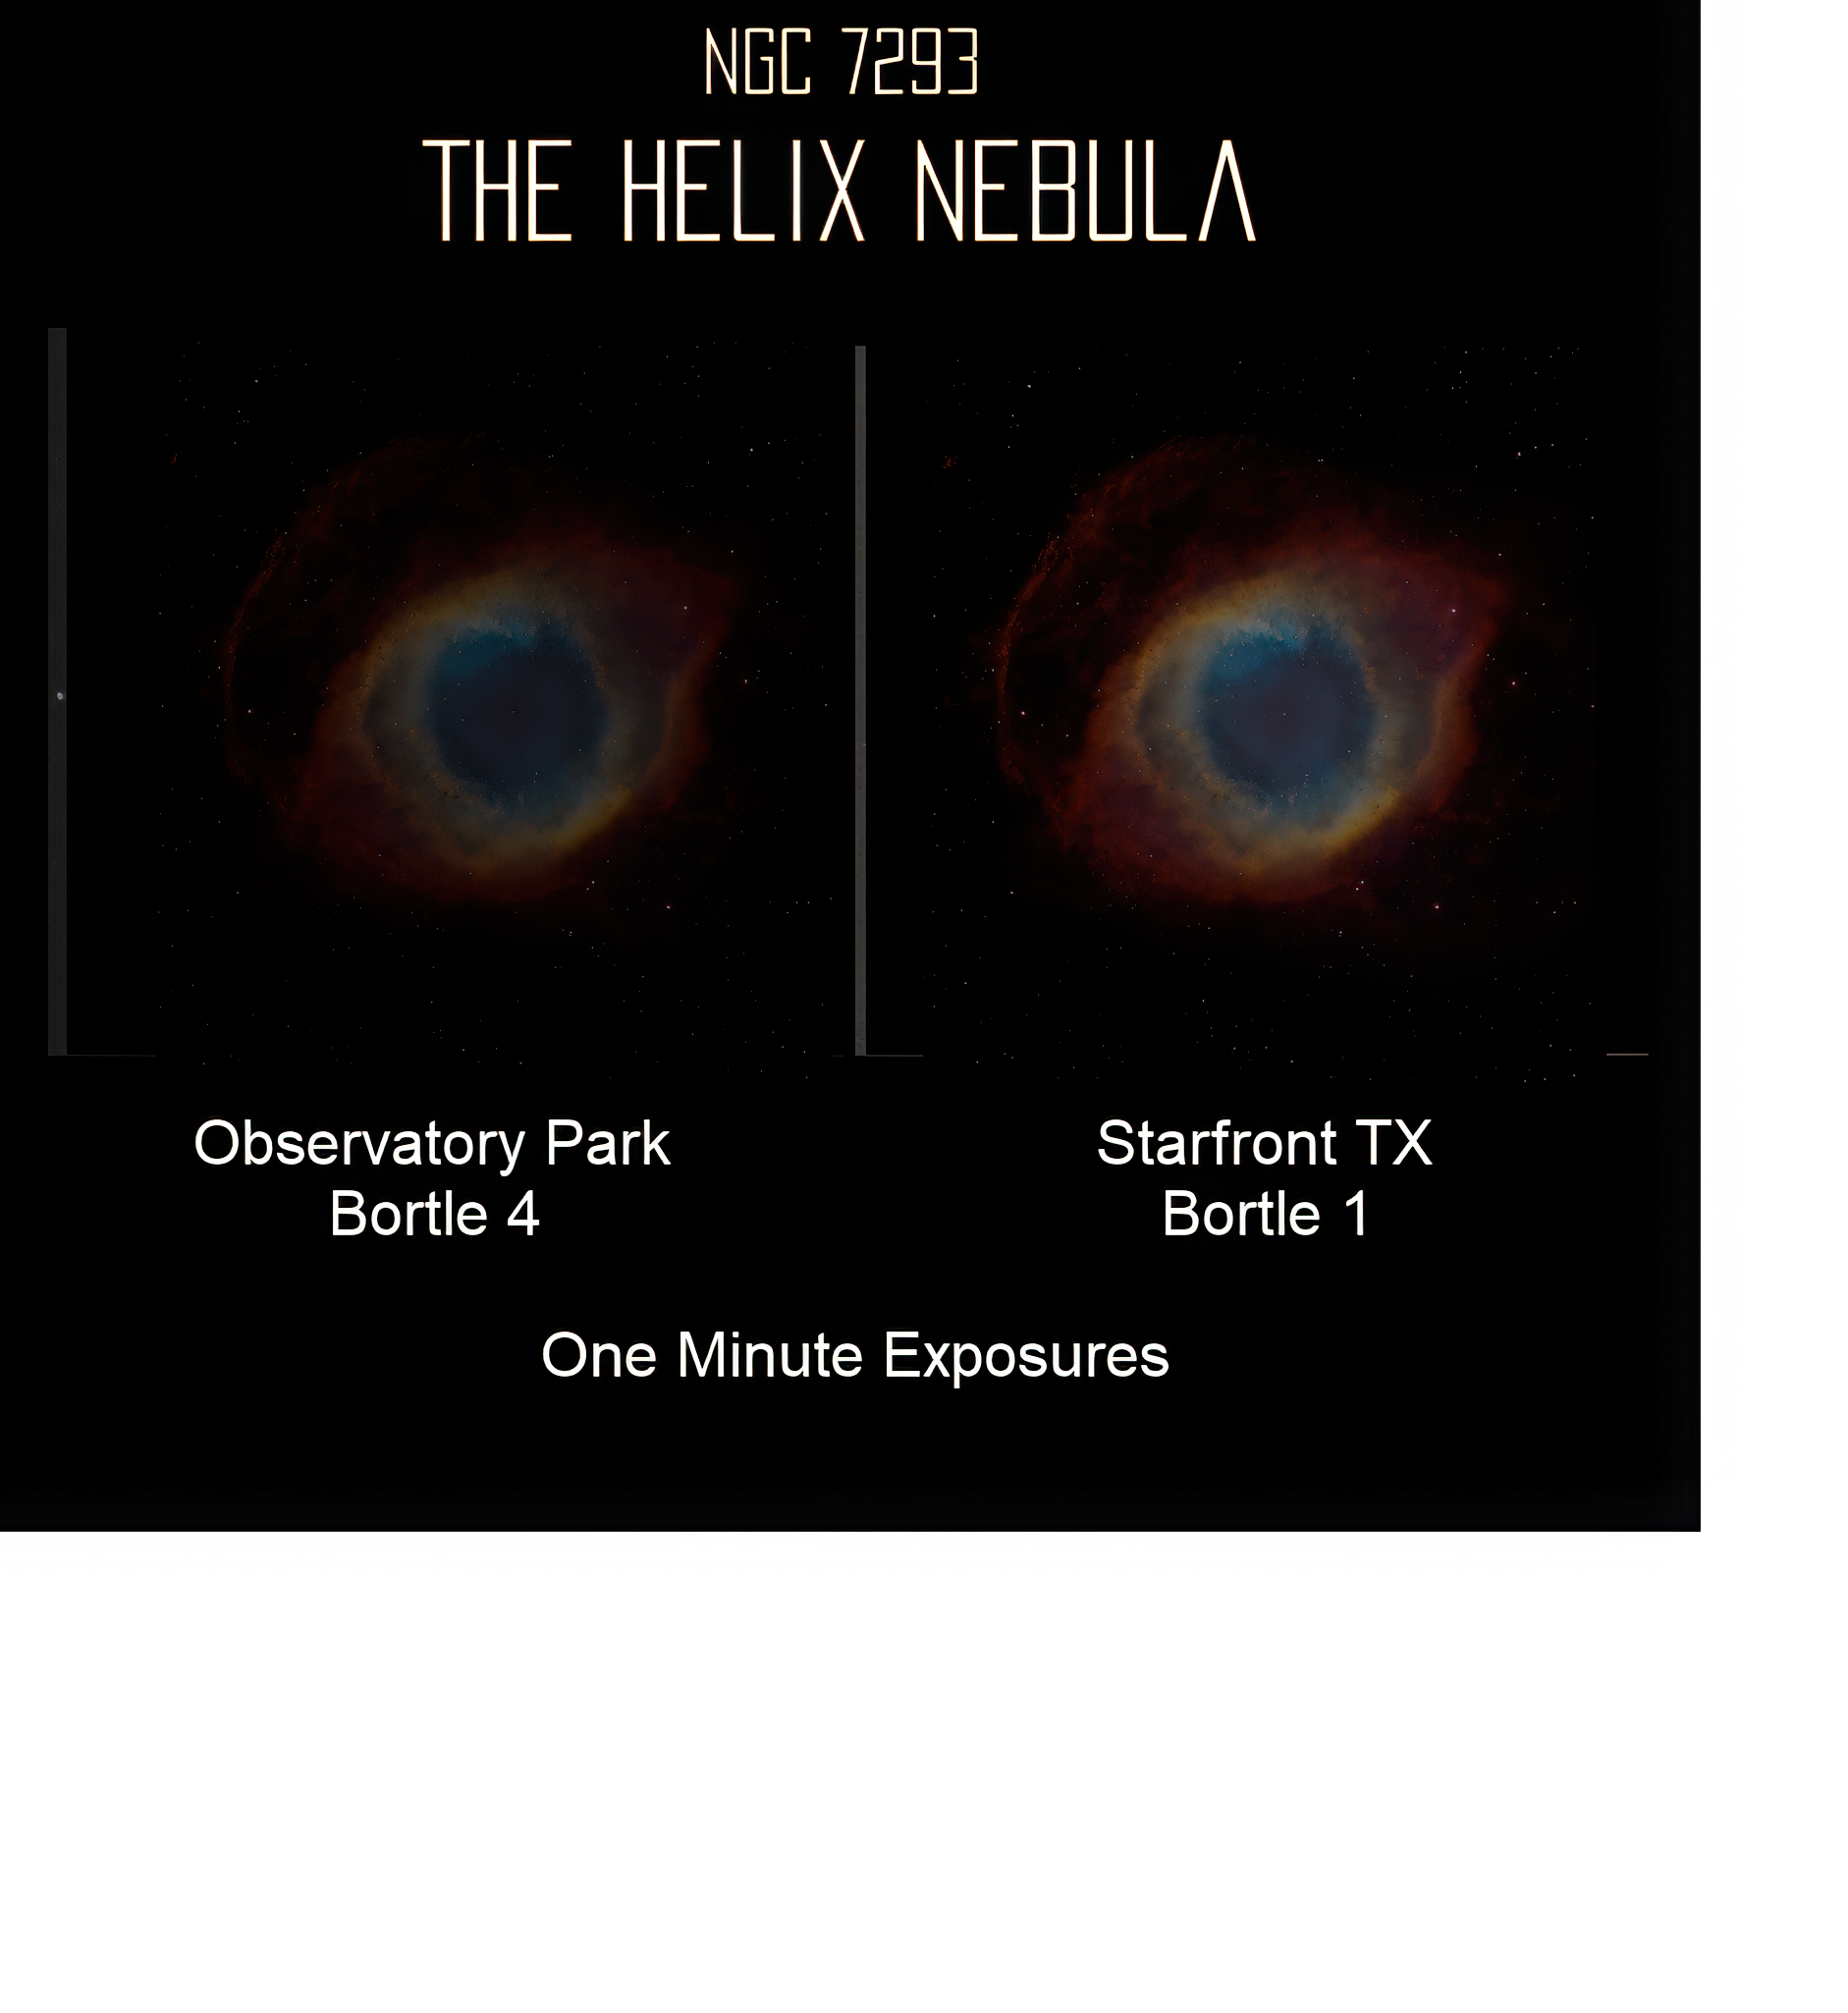 NGC 7293
THE HELIX NEBULA
Observatory Park
Starfront TX
Bortle 4
Bortle 1
One Minute Exposures